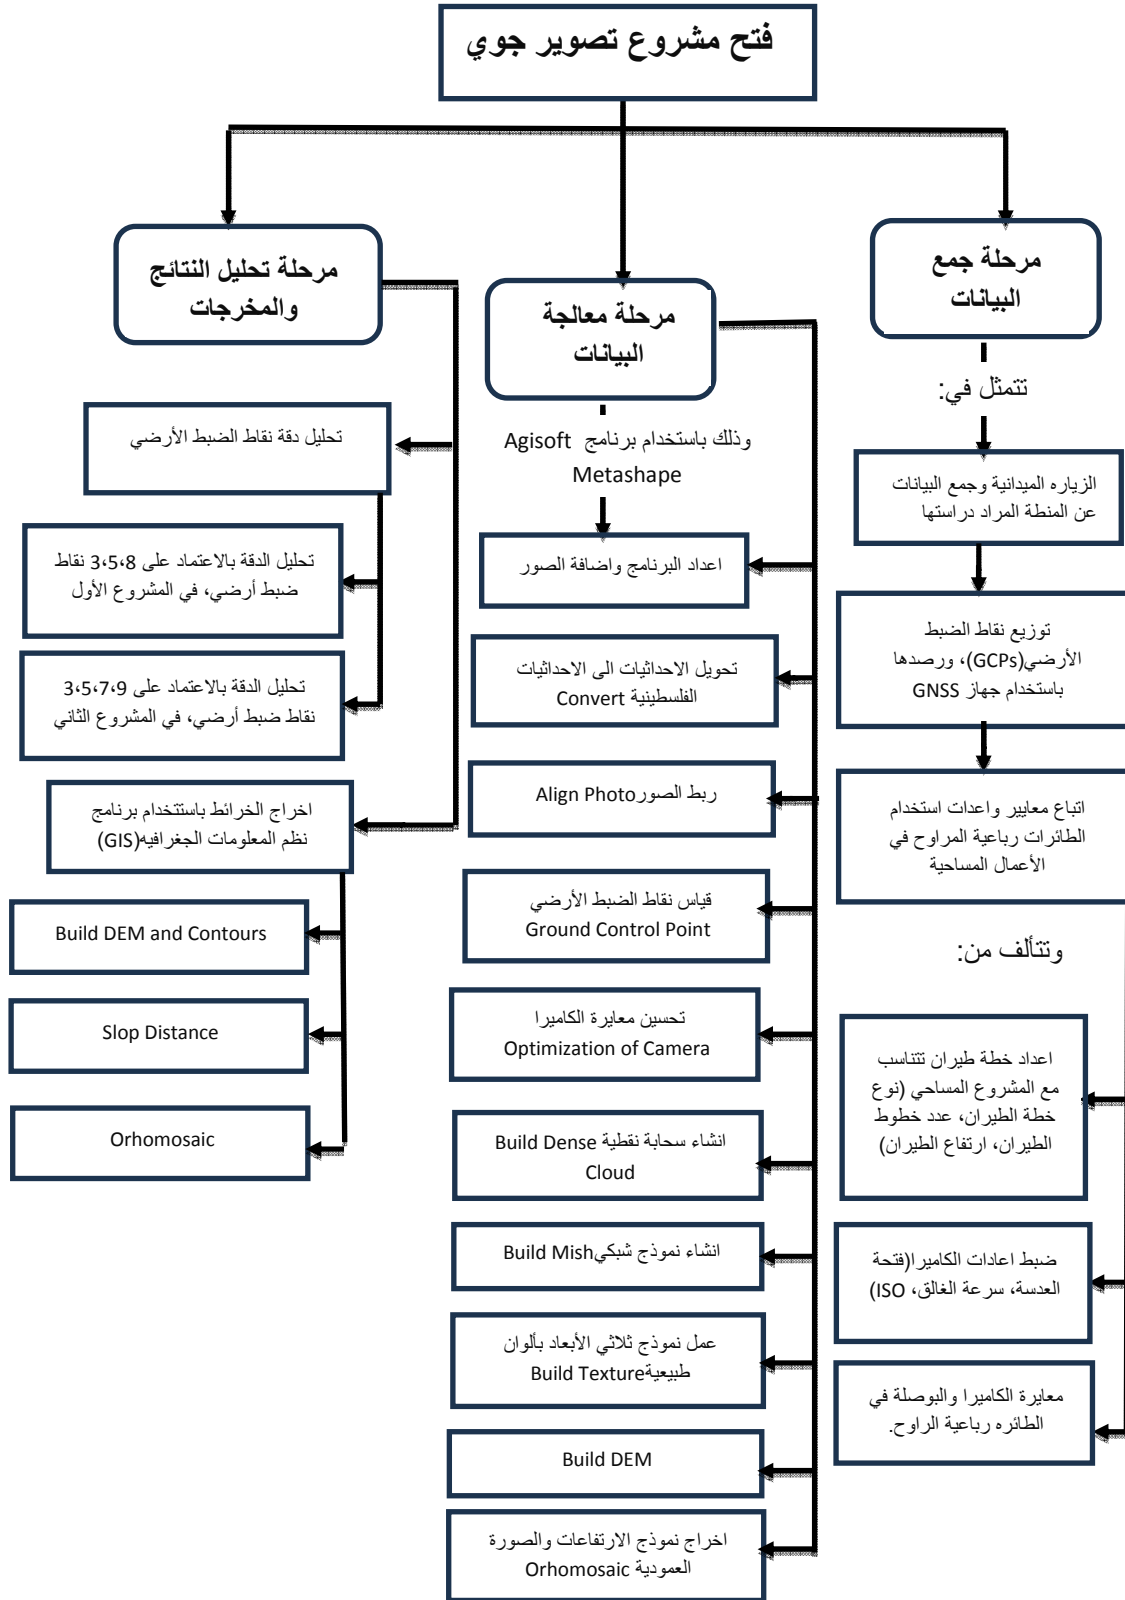 فتح مشروع تصوير جوي
مرحلة جمع
البيانات
تتمثل في:
الزياره الميدانية وجمع البيانات
عن المنطة المراد دراستها
توزيع نقاط الضبط
الأرضي(GCPs)، ورصدها
باستخدام جهاز GNSS
اتباع معايير واعدات استخدام
الطائرات رباعية المراوح في
الأعمال المساحية
وتتألف من:
اعداد خطة طيران تتناسب
مع المشروع المساحي (نوع
خطة الطيران، عدد خطوط
الطيران، ارتفاع الطيران)
ضبط اعادات الكاميرا(فتحة
العدسة، سرعة الغالق، ISO)
معايرة الكاميرا والبوصلة في
الطائره رباعية الراوح.
مرحلة معالجة
البيانات
وذلك باستخدام برنامج Agisoft
Metashape
اعداد البرنامج واضافة الصور
تحويل الاحداثيات الى الاحداثيات
الفلسطينية Convert
ربط الصورAlign Photo
قياس نقاط الضبط الأرضي
Ground Control Point
تحسين معايرة الكاميرا
Optimization of Camera
انشاء سحابة نقطية Build Dense
Cloud
انشاء نموذج شبكيBuild Mish
عمل نموذج ثلاثي الأبعاد بألوان
طبيعيةBuild Texture
Build DEM
اخراج نموذج الارتفاعات والصورة
العمودية Orhomosaic
مرحلة تحليل النتائج
والمخرجات
تحليل دقة نقاط الضبط الأرضي
تحليل الدقة بالاعتماد على 3،5،8 نقاط
ضبط أرضي، في المشروع الأول
تحليل الدقة بالاعتماد على 3،5،7،9
نقاط ضبط أرضي، في المشروع الثاني
اخراج الخرائط باستتخدام برنامج
نظم المعلومات الجغرافيه(GIS)
Build DEM and Contours
Slop Distance
Orhomosaic